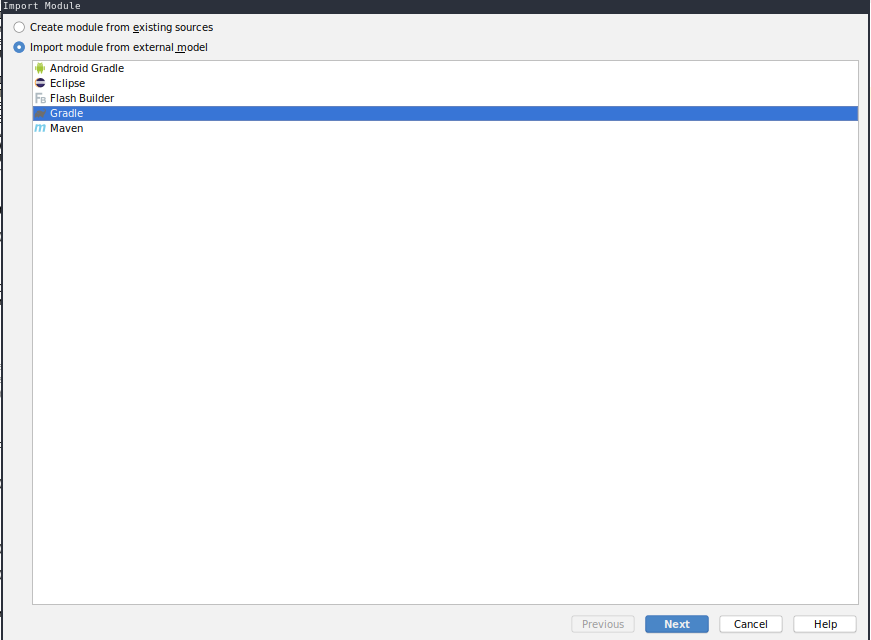 Import Module
Create module from existing sources
Import module from external model
Android Gradle
Eclipse
Flash Builder
Gradle
Maven
Previous Next Cancel Help